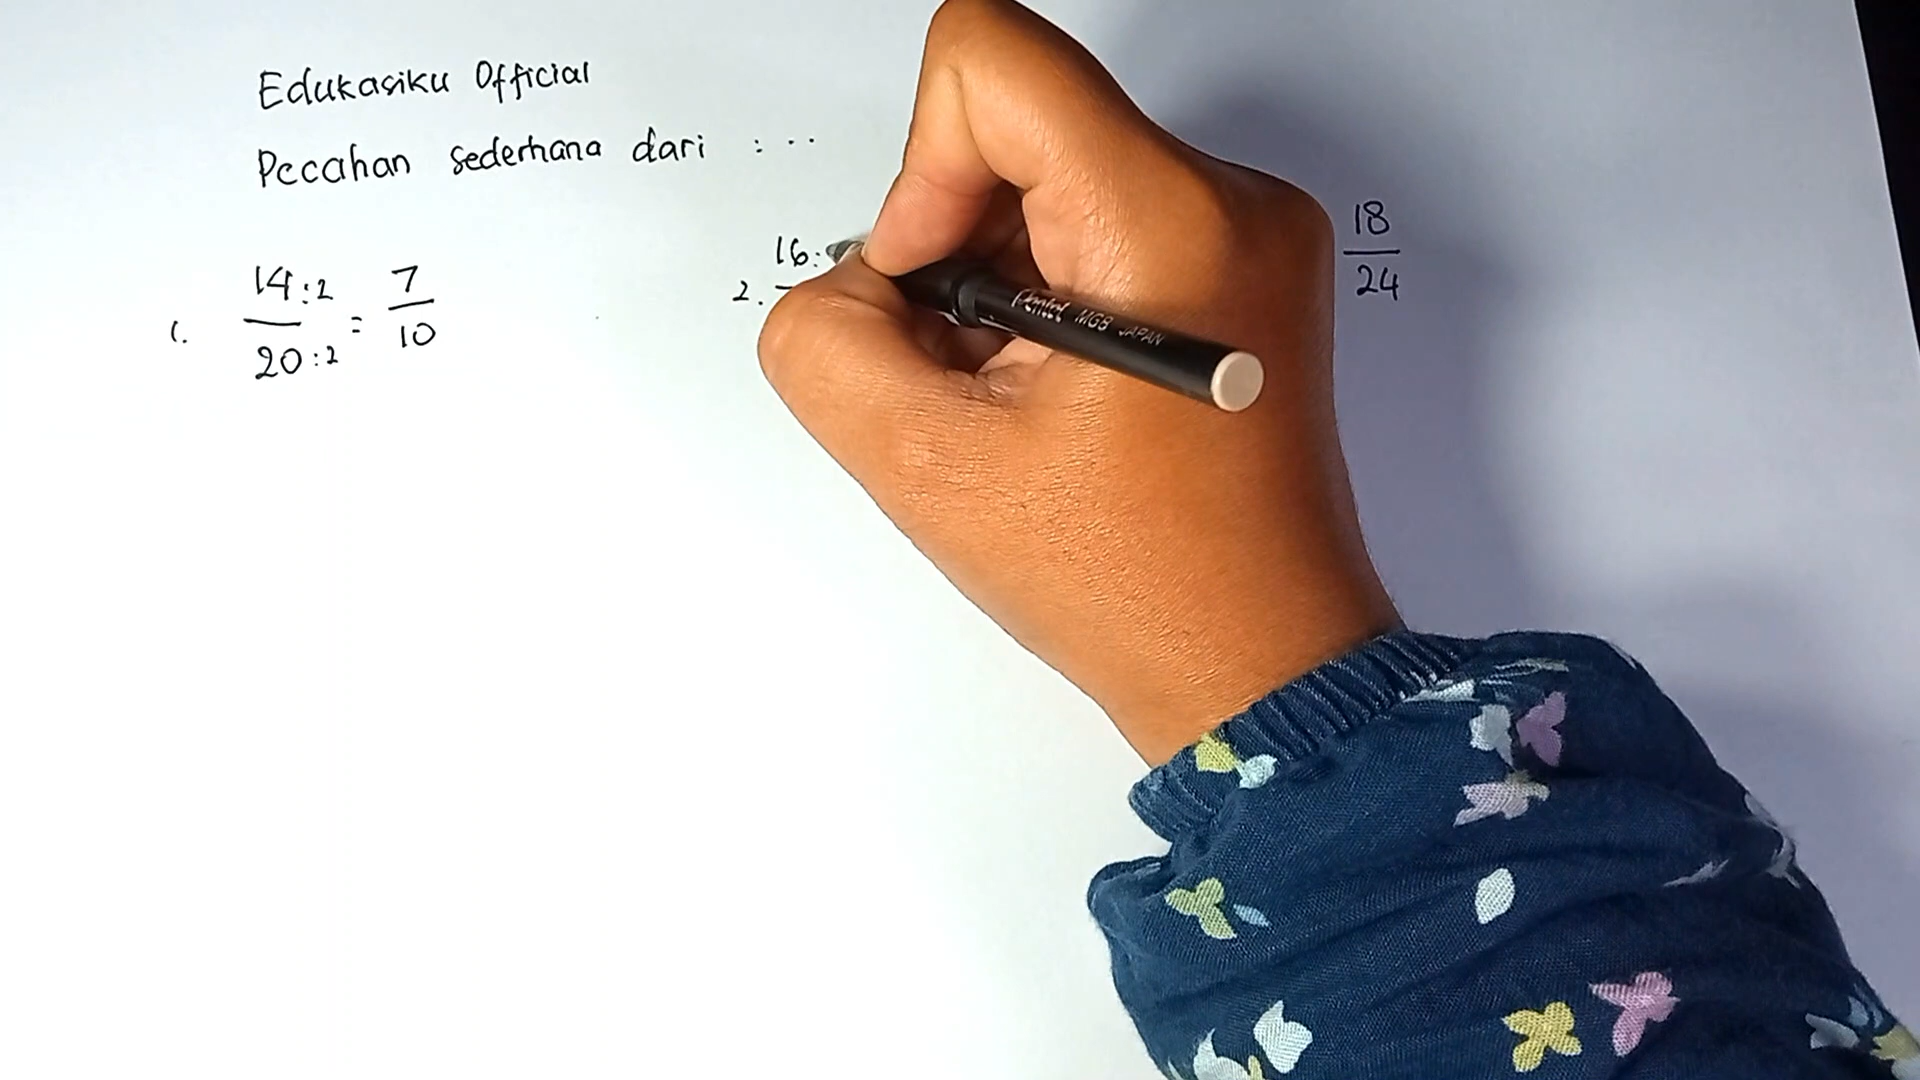 Edukasiku Official
Pecahan sederhana dari : ..
1. 14:2 / 20:2 = 7/10
2. 16:
18/24
Pentel MG8 JAPAN